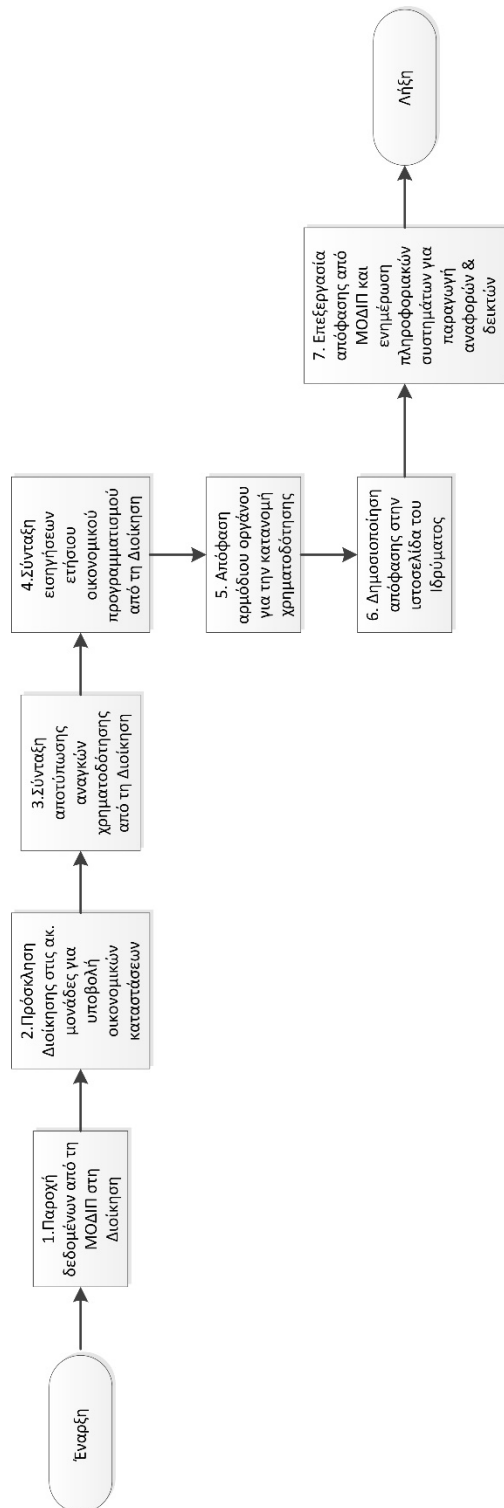 Έναρξη
1.Παροχή
δεδομένων από τη
ΜΟΔΙΠ στη
Διοίκηση
2.Πρόσκληση
Διοίκησης στις ακ.
μονάδες για
υποβολή
οικονομικών
καταστάσεων
3.Σύνταξη
αποτύπωσης
αναγκών
χρηματοδότησης
από τη Διοίκηση
4.Σύνταξη
εισηγήσεων
ετήσιου
οικονομικού
προγραμματισμού
από τη Διοίκηση
5. Απόφαση
αρμόδιου οργάνου
για την κατανομή
χρηματοδότησης
6. Δημοσιοποίηση
απόφασης στην
ιστοσελίδα του
Ιδρύματος
7. Επεξεργασία
απόφασης από
ΜΟΔΙΠ και
ενημέρωση
πληροφοριακών
συστημάτων για
παραγωγή
αναφορών &
δεικτών
Λήξη